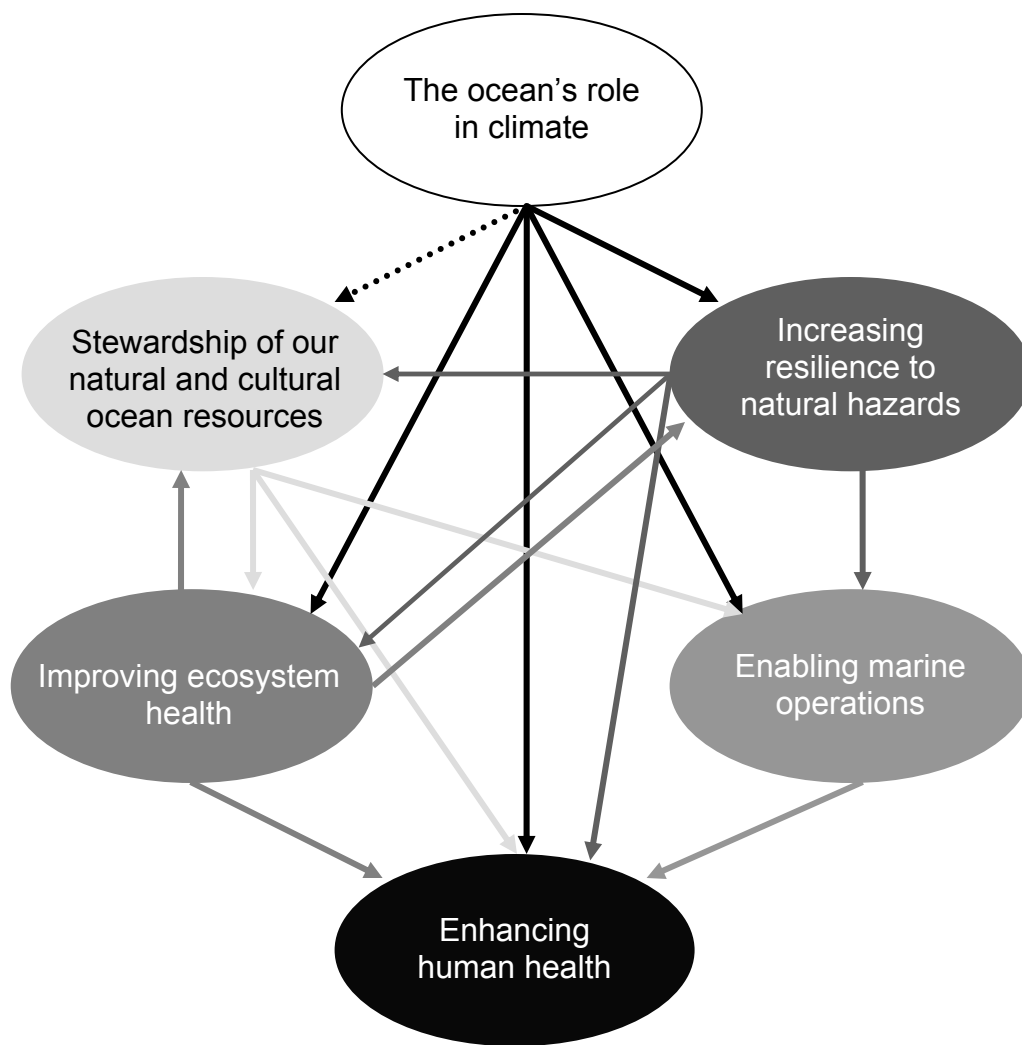 The ocean’s role
in climate
Stewardship of our
natural and cultural
ocean resources
Increasing
resilience to
natural hazards
Improving ecosystem
health
Enabling marine
operations
Enhancing
human health